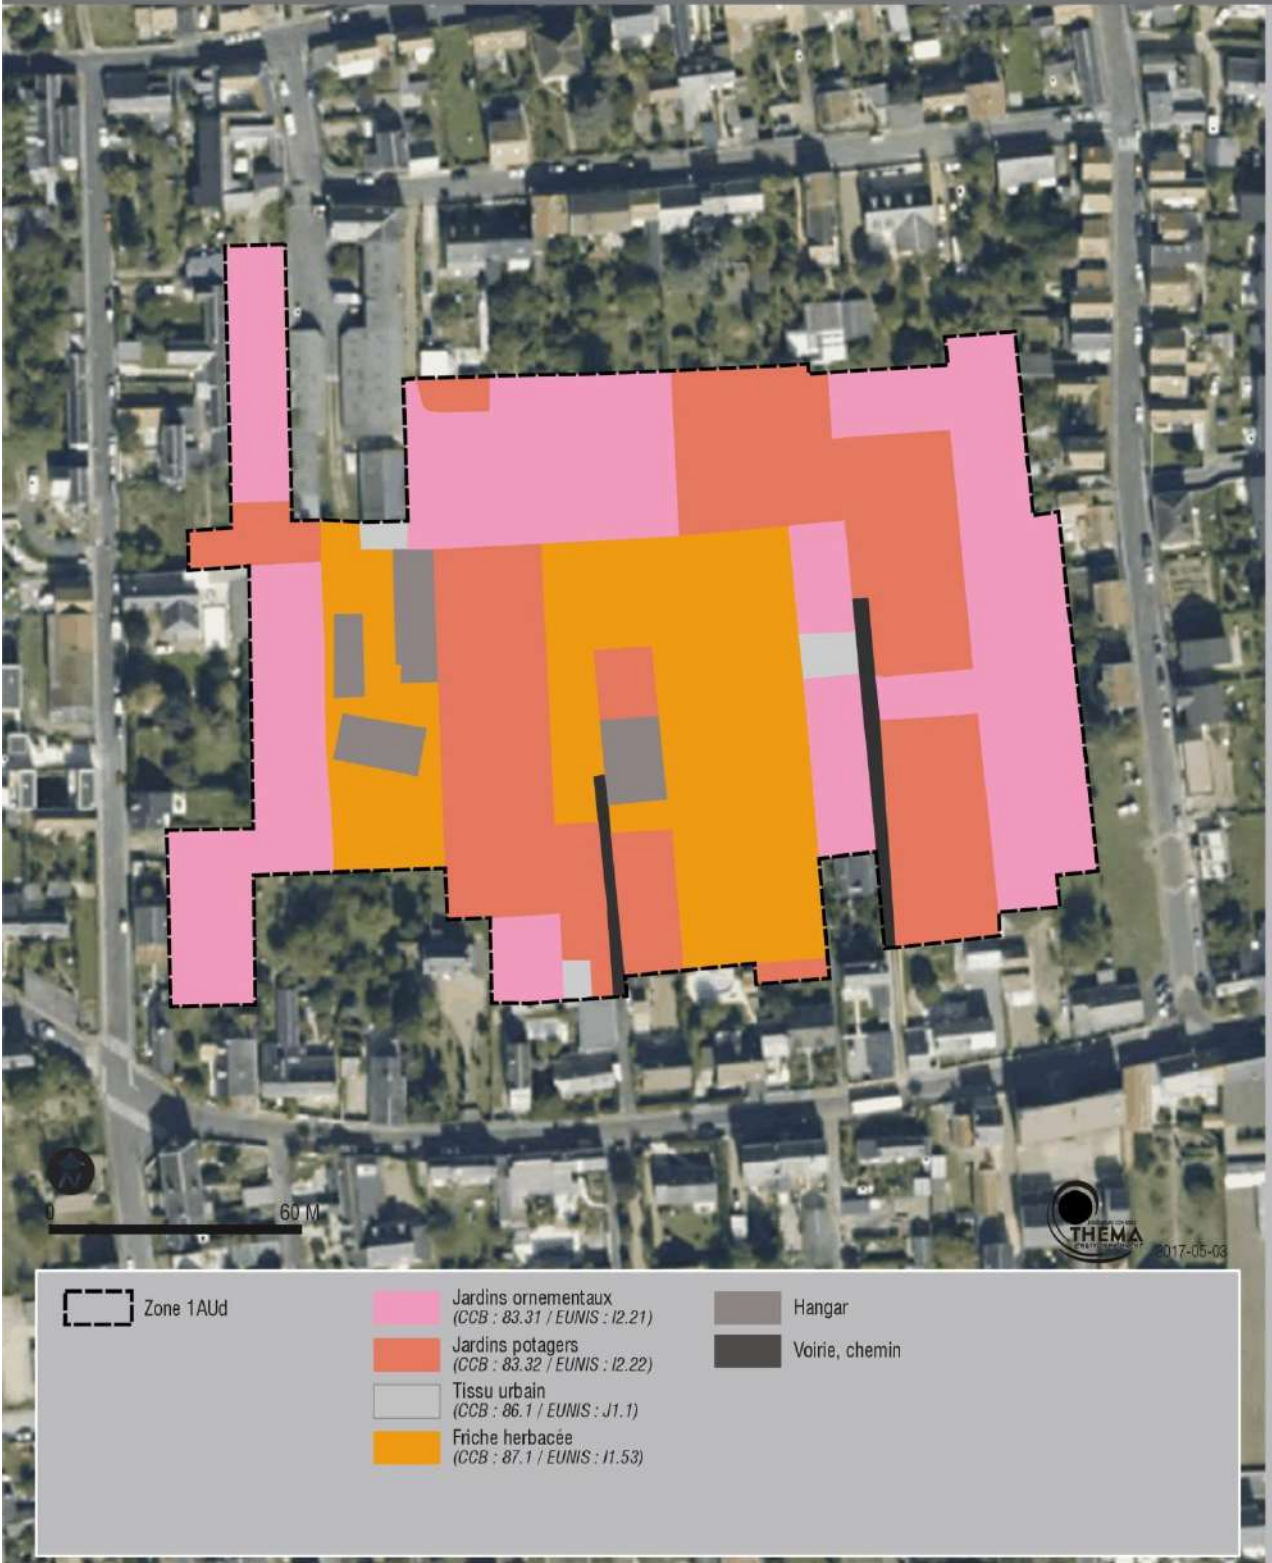 N
0
60 M
THEMA
2017-05-03
Zone 1AUd
Jardins ornementaux
(CCB : 83.31 / EUNIS : I2.21)
Jardins potagers
(CCB : 83.32 / EUNIS : I2.22)
Tissu urbain
(CCB : 86.1 / EUNIS : J1.1)
Friche herbacée
(CCB : 87.1 / EUNIS : I1.53)
Hangar
Voirie, chemin